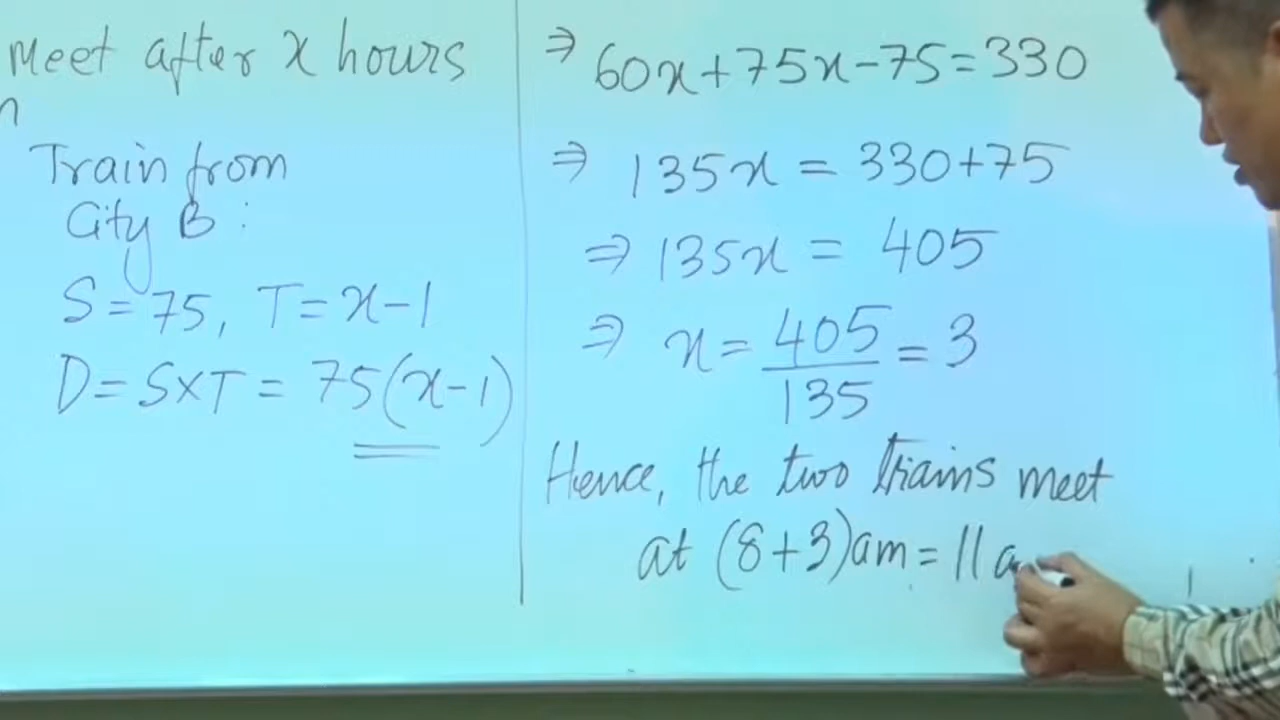 meet after x hours
n
Train from
City B :
S = 75, T = x - 1
D = S×T = 75(x-1)
⇒ 60x + 75x - 75 = 330
⇒ 135x = 330 + 75
⇒ 135x = 405
⇒ x = 405/135 = 3
Hence, the two trains meet
at (8+3)am = 11 a